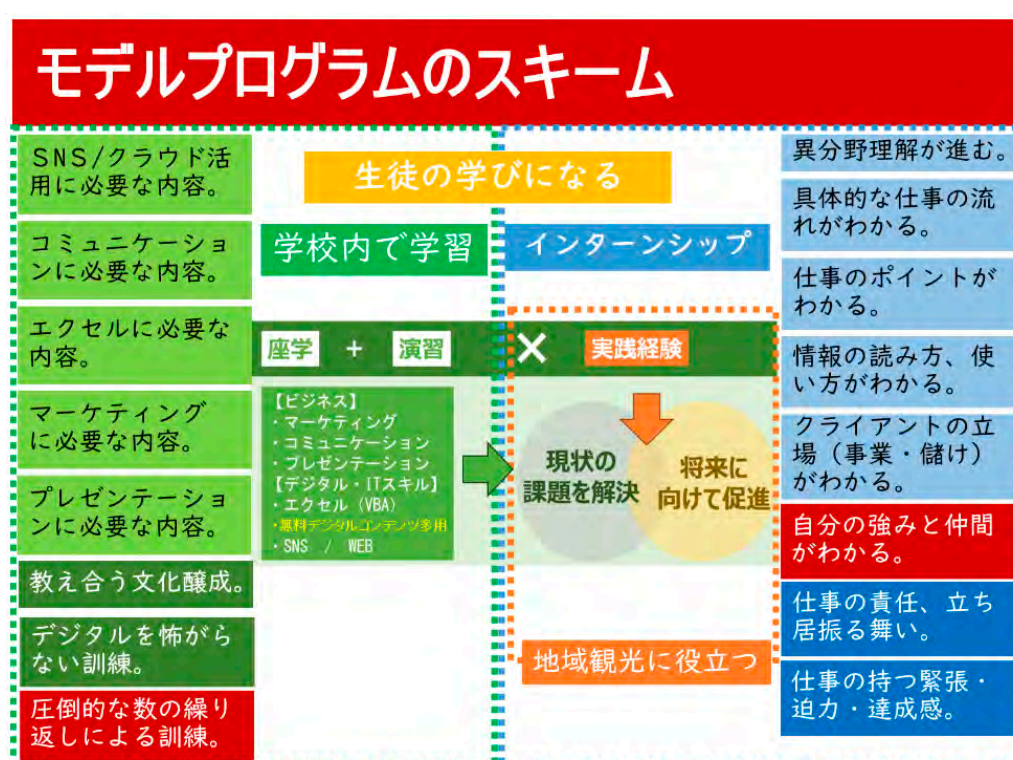 モデルプログラムのスキーム
SNS/クラウド活
用に必要な内容。
コミュニケーショ
ンに必要な内容。
エクセルに必要な
内容。
マーケティング
に必要な内容。
プレゼンテーショ
ンに必要な内容。
教え合う文化醸成。
デジタルを怖がら
ない訓練。
圧倒的な数の繰り
返しによる訓練。
生徒の学びになる
学校内で学習
インターンシップ
座学 + 演習 × 実践経験
【ビジネス】
・マーケティング
・コミュニケーション
・プレゼンテーション
【デジタル・ITスキル】
・エクセル（VBA）
・無料デジタルコンテンツ多用
・SNS / WEB
現状の
課題を解決
将来に
向けて促進
地域観光に役立つ
異分野理解が進む。
具体的な仕事の流
れがわかる。
仕事のポイントが
わかる。
情報の読み方、使
い方がわかる。
クライアントの立
場（事業・儲け）
がわかる。
自分の強みと仲間
がわかる。
仕事の責任、立ち
居振る舞い。
仕事の持つ緊張・
迫力・達成感。